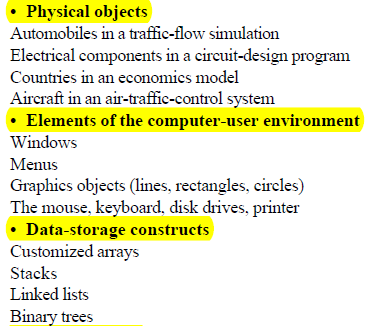 • Physical objects
Automobiles in a traffic-flow simulation
Electrical components in a circuit-design program
Countries in an economics model
Aircraft in an air-traffic-control system
• Elements of the computer-user environment
Windows
Menus
Graphics objects (lines, rectangles, circles)
The mouse, keyboard, disk drives, printer
• Data-storage constructs
Customized arrays
Stacks
Linked lists
Binary trees